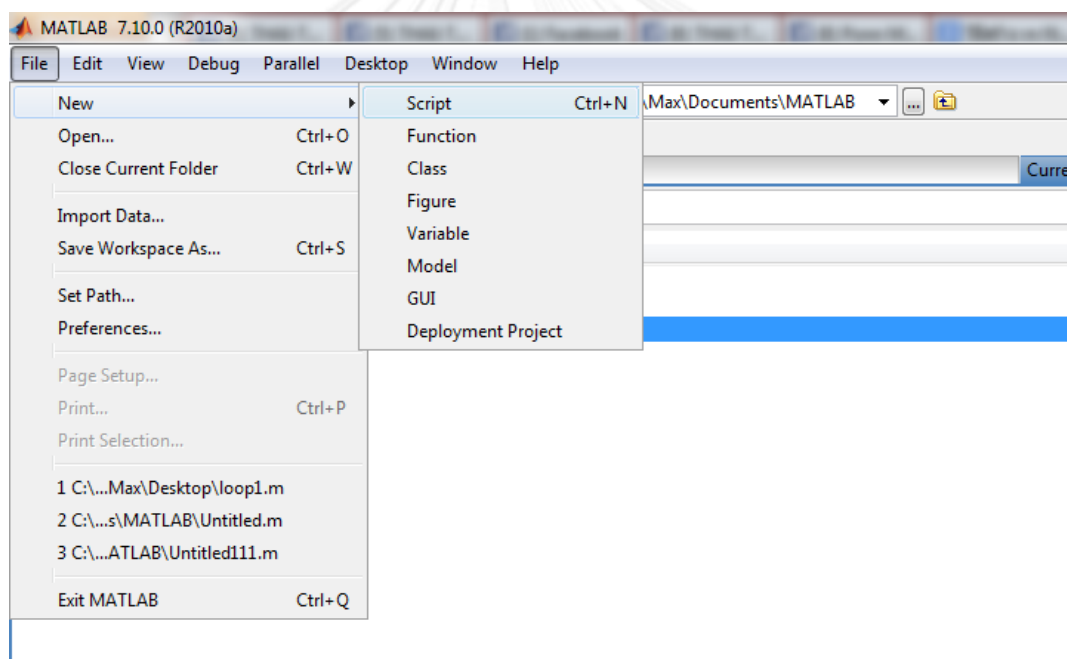 MATLAB 7.10.0 (R2010a)
File Edit View Debug Parallel Desktop Window Help
New
Open... Ctrl+O
Close Current Folder Ctrl+W
Import Data...
Save Workspace As... Ctrl+S
Set Path...
Preferences...
Page Setup...
Print... Ctrl+P
Print Selection...
1 C:\...Max\Desktop\loop1.m
2 C:\...s\MATLAB\Untitled.m
3 C:\...ATLAB\Untitled111.m
Exit MATLAB Ctrl+Q
Script Ctrl+N
Function
Class
Figure
Variable
Model
GUI
Deployment Project
\Max\Documents\MATLAB ...
Curre